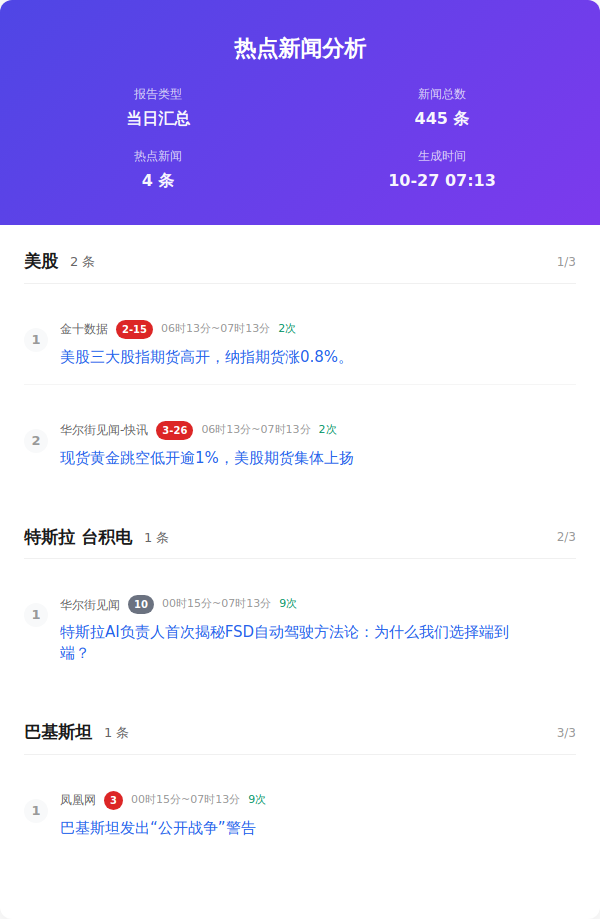 热点新闻分析
报告类型
新闻总数
当日汇总
445 条
热点新闻
生成时间
4 条
10-27 07:13
美股 2 条 1/3
1 金十数据 2-15 06时13分~07时13分 2次
美股三大股指期货高开，纳指期货涨0.8%。
2 华尔街见闻-快讯 3-26 06时13分~07时13分 2次
现货黄金跳空低开逾1%，美股期货集体上扬
特斯拉 台积电 1 条 2/3
1 华尔街见闻 10 00时15分~07时13分 9次
特斯拉AI负责人首次揭秘FSD自动驾驶方法论：为什么我们选择端到
端？
巴基斯坦 1 条 3/3
1 凤凰网 3 00时15分~07时13分 9次
巴基斯坦发出“公开战争”警告